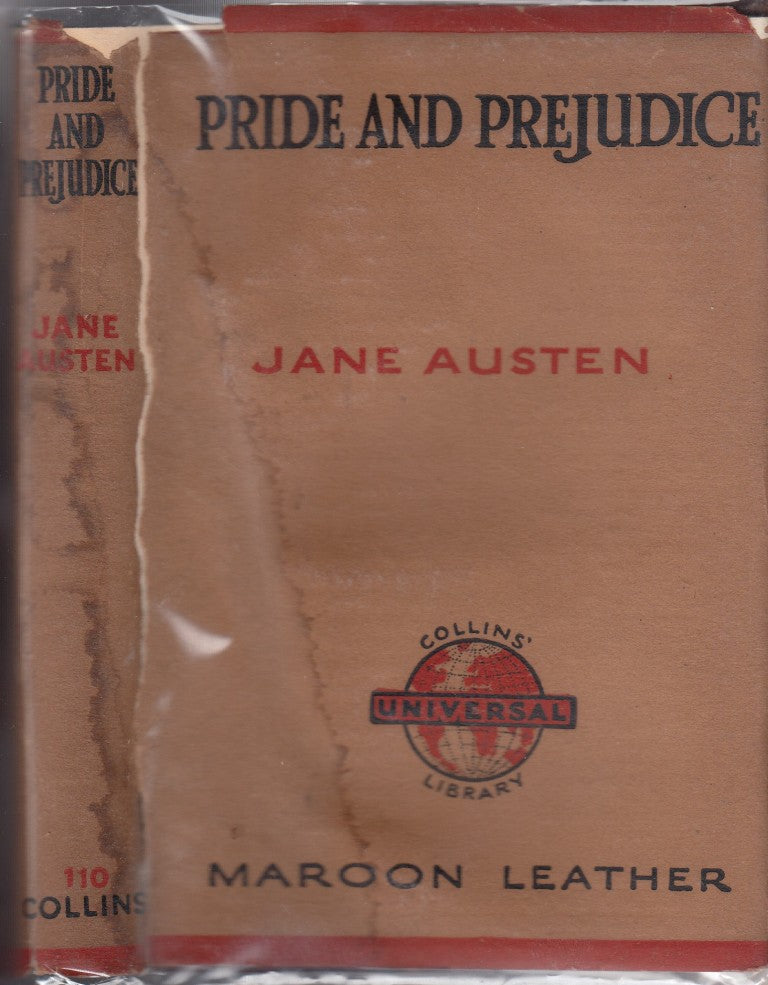 PRIDE
AND
PREJUDICE
JANE
AUSTEN
110
COLLINS
PRIDE AND PREJUDICE
JANE AUSTEN
COLLINS'
UNIVERSAL
LIBRARY
MAROON LEATHER